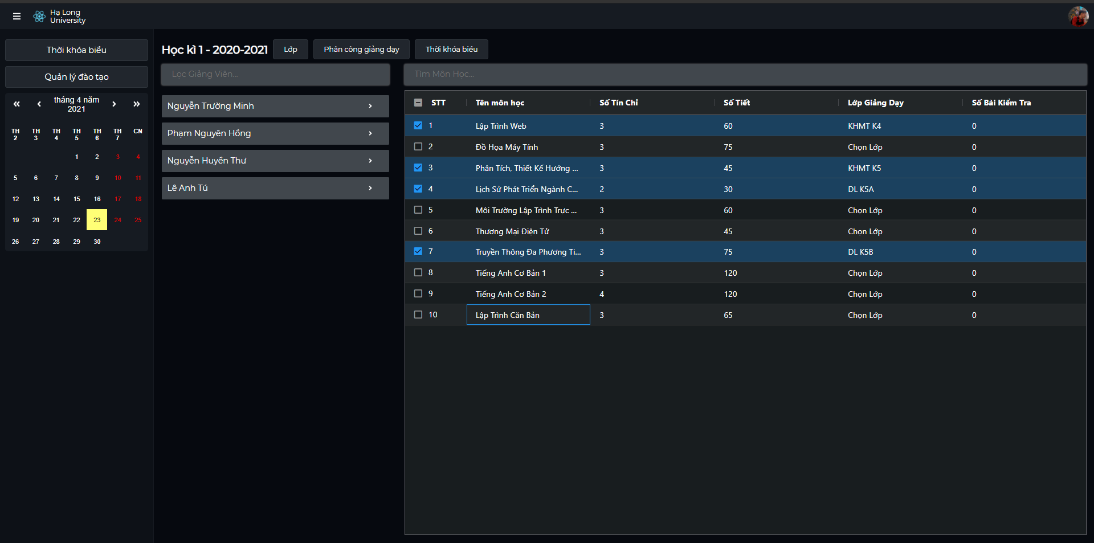 Hạ Long
University
Thời khóa biểu
Quản lý đào tạo
« ‹ tháng 4 năm 2021 › »
TH 2 TH 3 TH 4 TH 5 TH 6 TH 7 CN
1 2 3 4
5 6 7 8 9 10 11
12 13 14 15 16 17 18
19 20 21 22 23 24 25
26 27 28 29 30
Học kì 1 - 2020-2021 Lớp Phân công giảng dạy Thời khóa biểu
Lọc Giảng Viên...
Nguyễn Trường Minh
Phạm Nguyên Hồng
Nguyễn Huyền Thư
Lê Anh Tú
Tìm Môn Học...
STT Tên môn học Số Tín Chỉ Số Tiết Lớp Giảng Dạy Số Bài Kiểm Tra
1 Lập Trình Web 3 60 KHMT K4 0
2 Đồ Họa Máy Tính 3 75 Chọn Lớp 0
3 Phân Tích, Thiết Kế Hướng ... 3 45 KHMT K5 0
4 Lịch Sử Phát Triển Ngành C... 2 30 DL K5A 0
5 Môi Trường Lập Trình Trực ... 3 60 Chọn Lớp 0
6 Thương Mại Điện Tử 3 45 Chọn Lớp 0
7 Truyền Thông Đa Phương Ti... 3 75 DL K5B 0
8 Tiếng Anh Cơ Bản 1 3 120 Chọn Lớp 0
9 Tiếng Anh Cơ Bản 2 4 120 Chọn Lớp 0
10 Lập Trình Căn Bản 3 65 Chọn Lớp 0